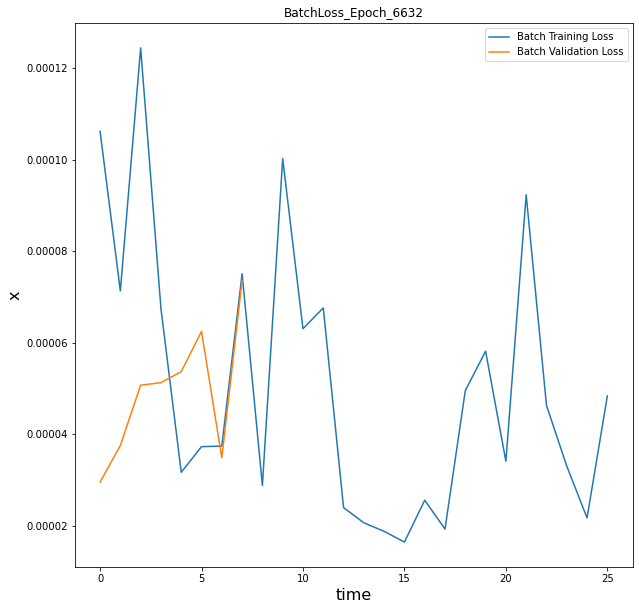 BatchLoss_Epoch_6632
Batch Training Loss
Batch Validation Loss
0.00012
0.00010
0.00008
0.00006
0.00004
0.00002
x
0 5 10 15 20 25
time